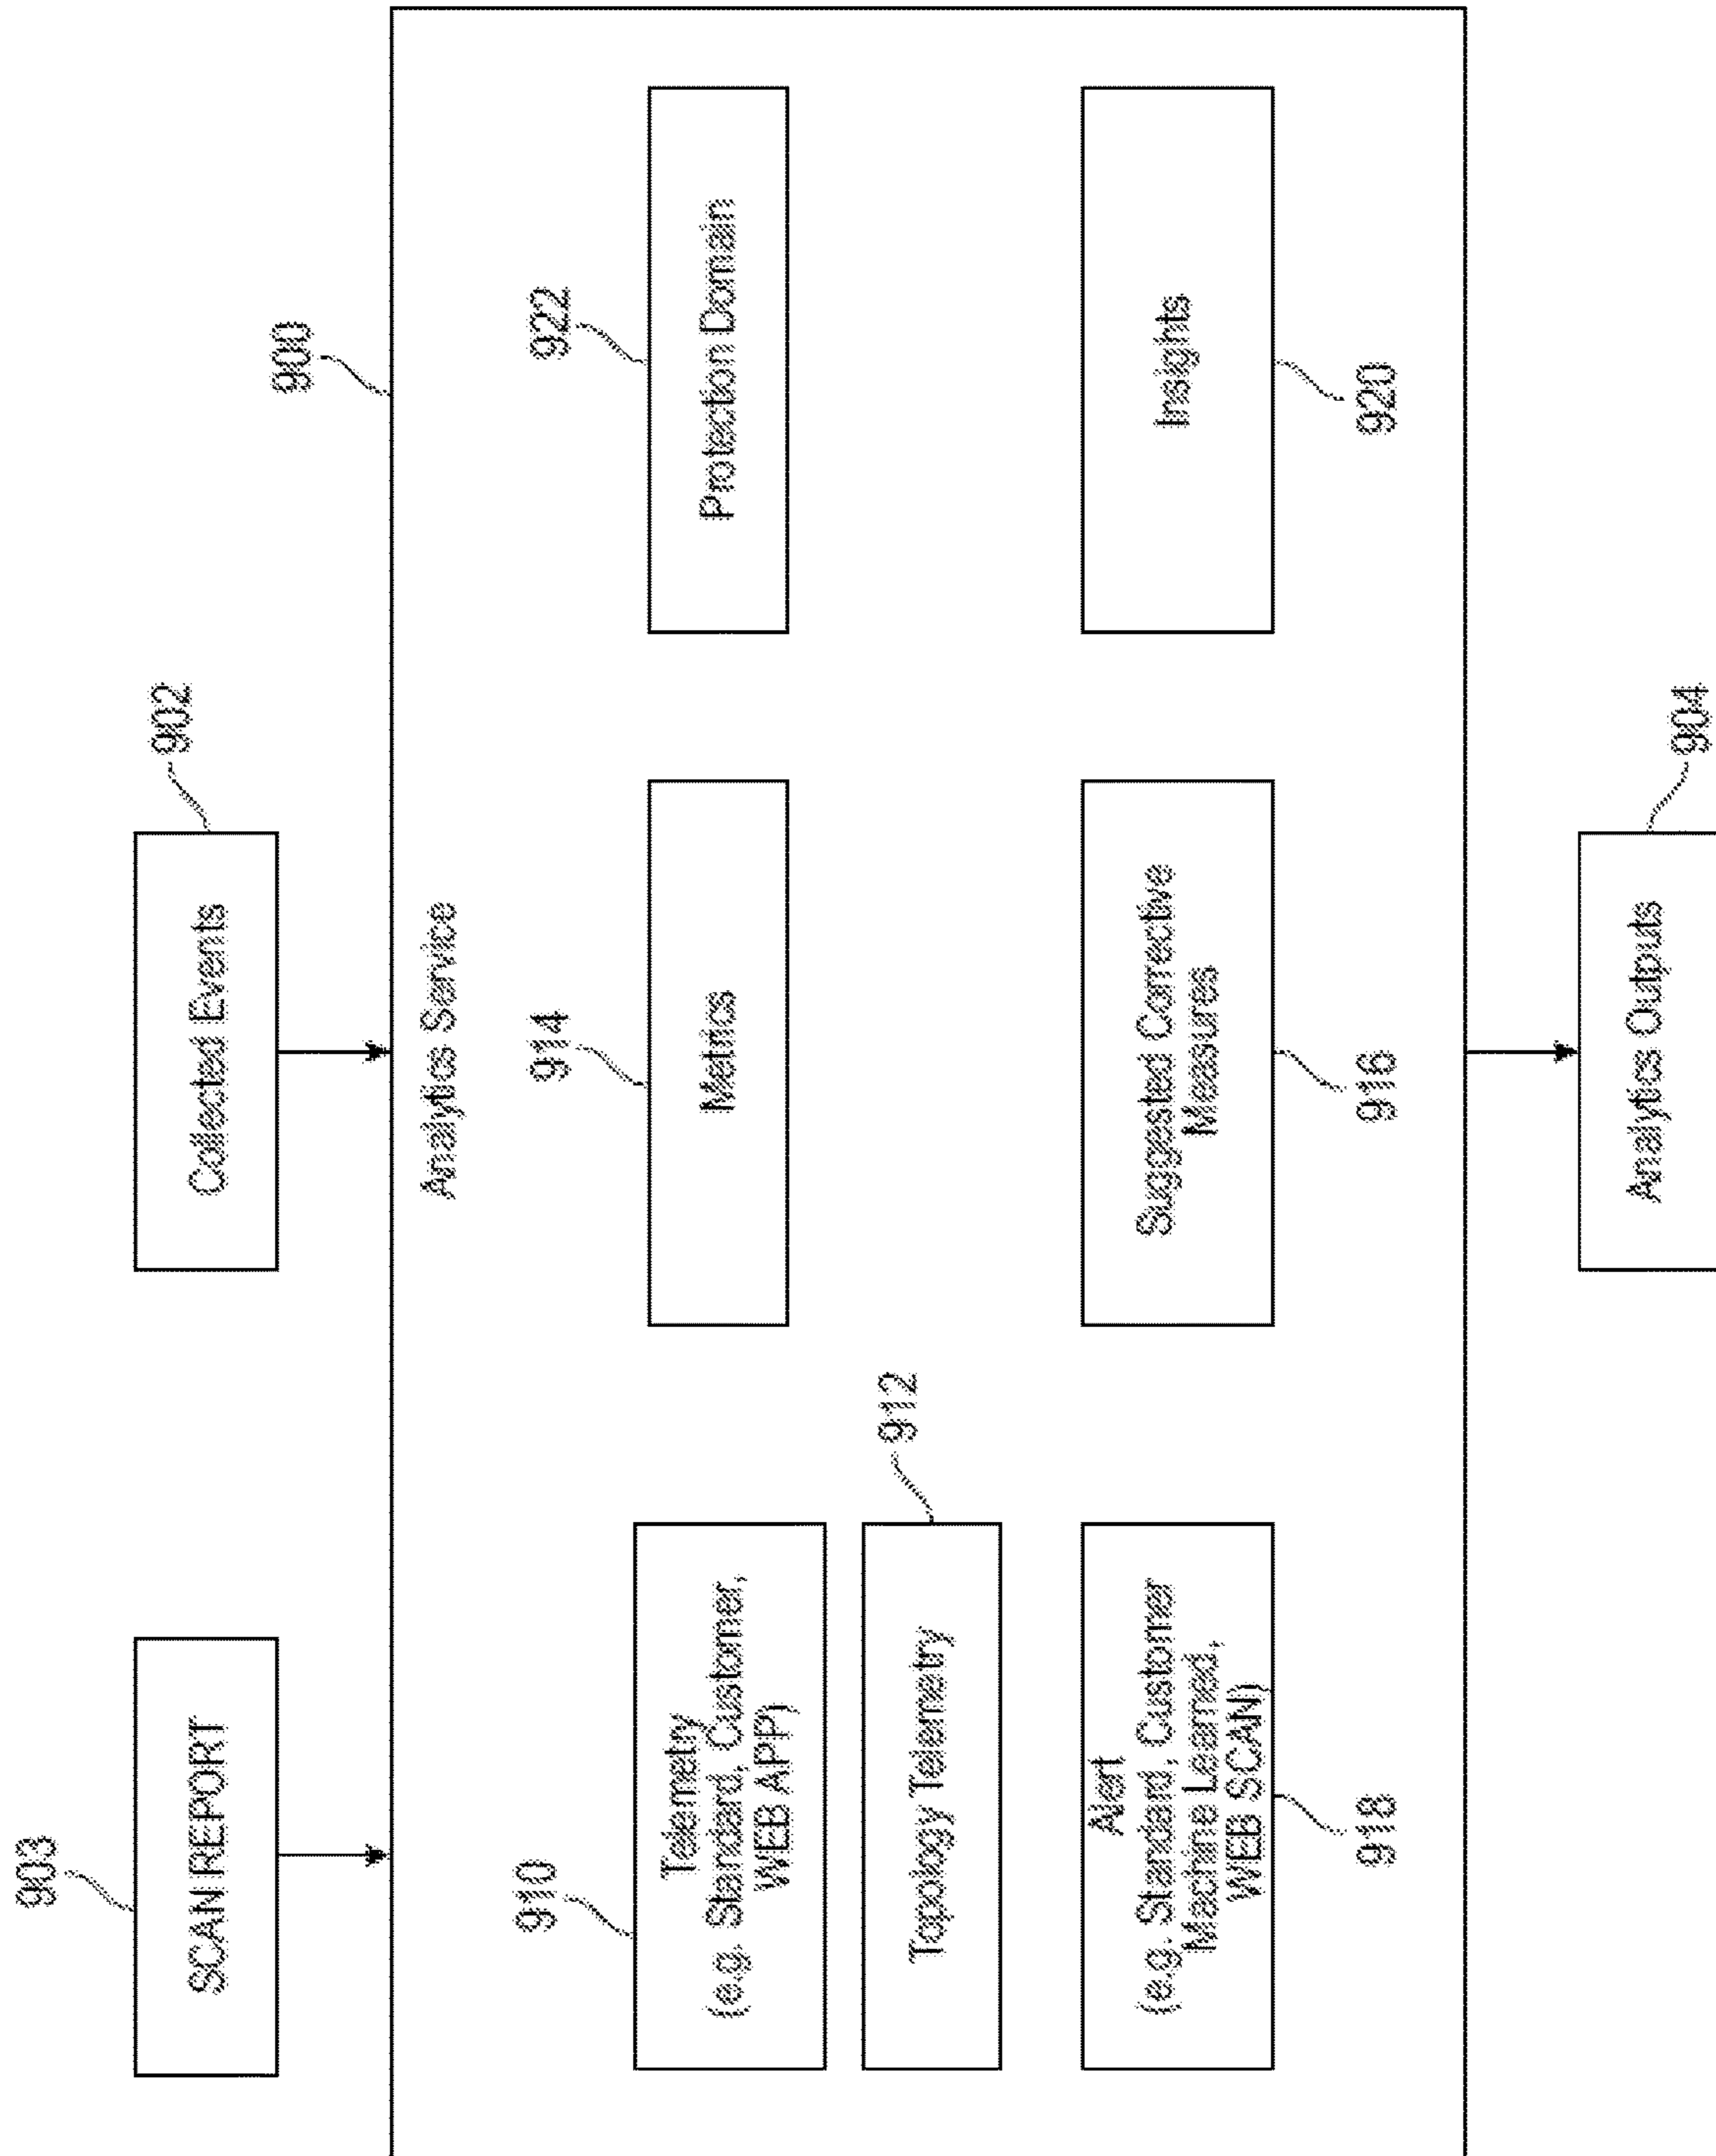 903
SCAN REPORT
902
Collected Events
900
Analytics Service
910
Telemetry
(e.g. Standard, Customer,
WEB APP)
914
Metrics
922
Protection Domain
912
Topology Telemetry
Alert
(e.g. Standard, Customer
Machine Learned,
WEB SCAN)
918
Suggested Corrective
Measures
916
Insights
920
Analytics Outputs
904